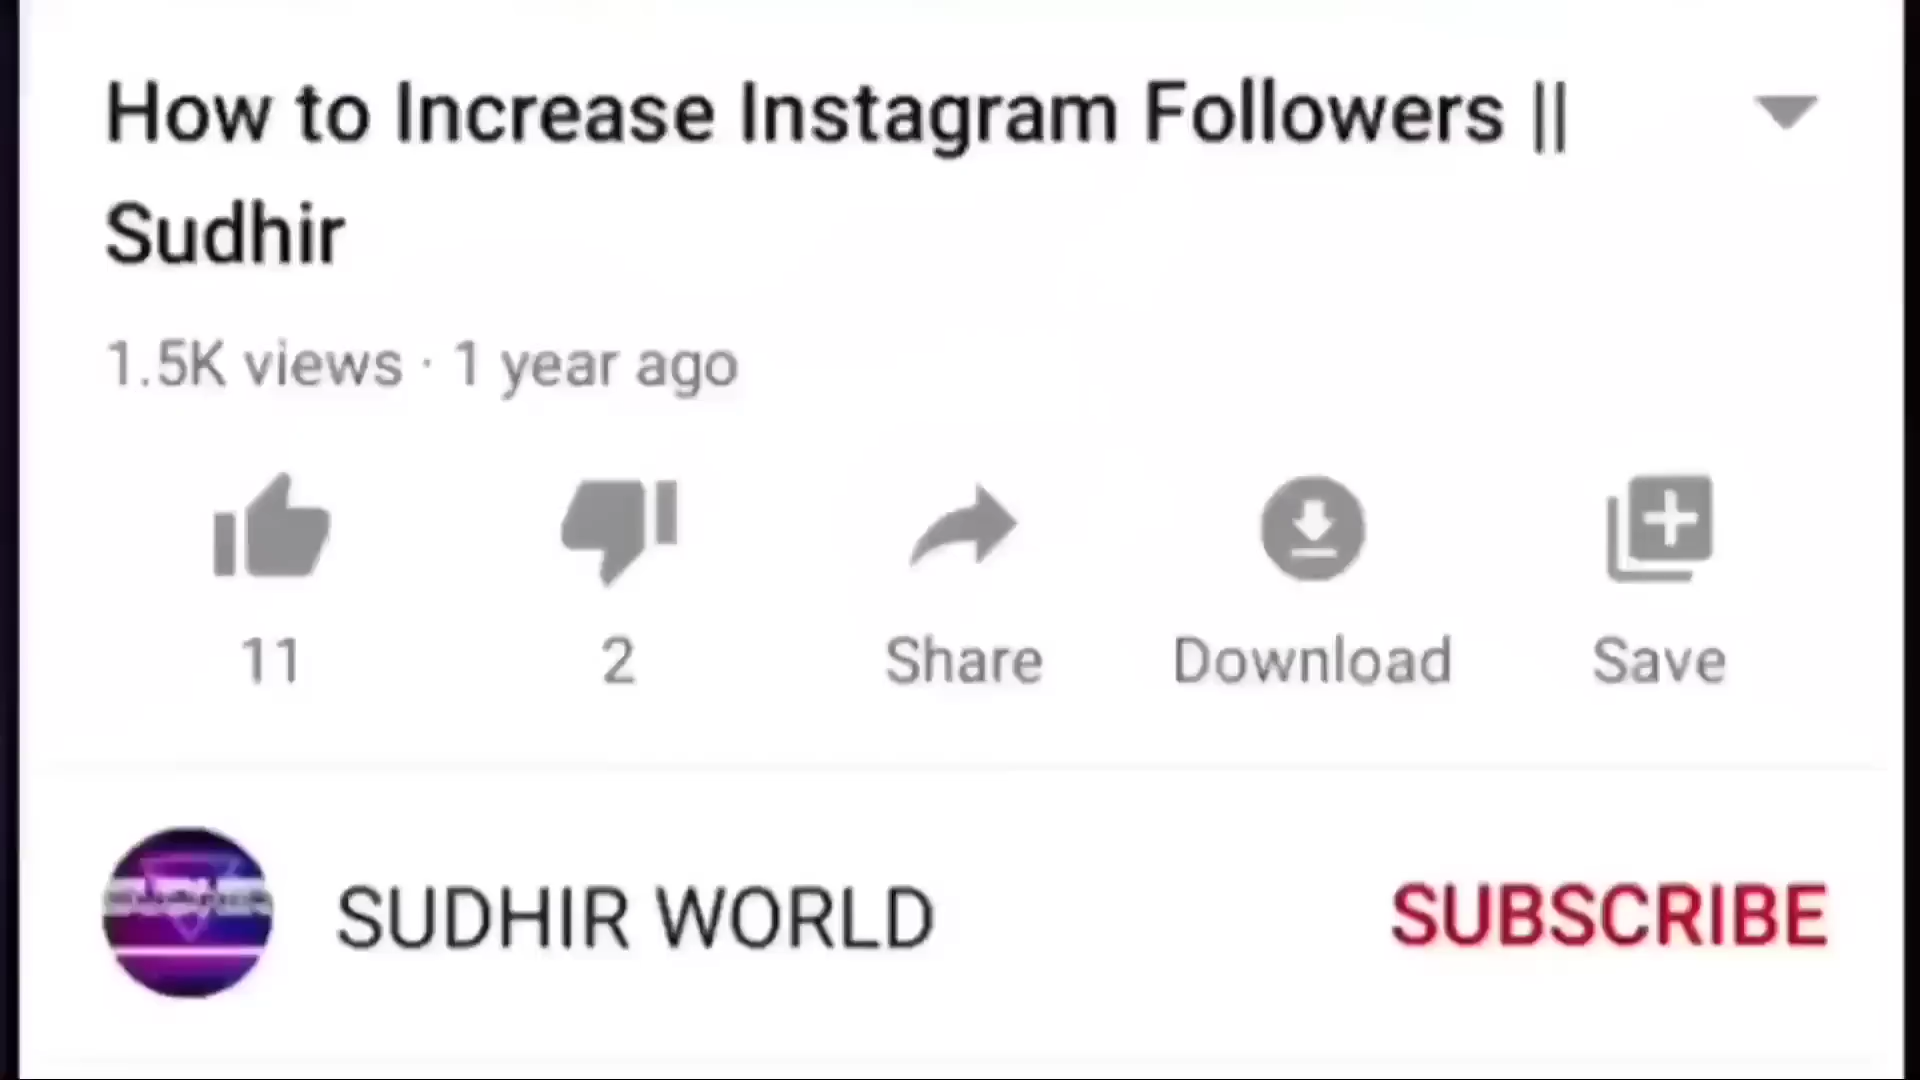 How to Increase Instagram Followers ||
Sudhir
1.5K views · 1 year ago
11
2
Share
Download
Save
SUDHIR WORLD
SUBSCRIBE